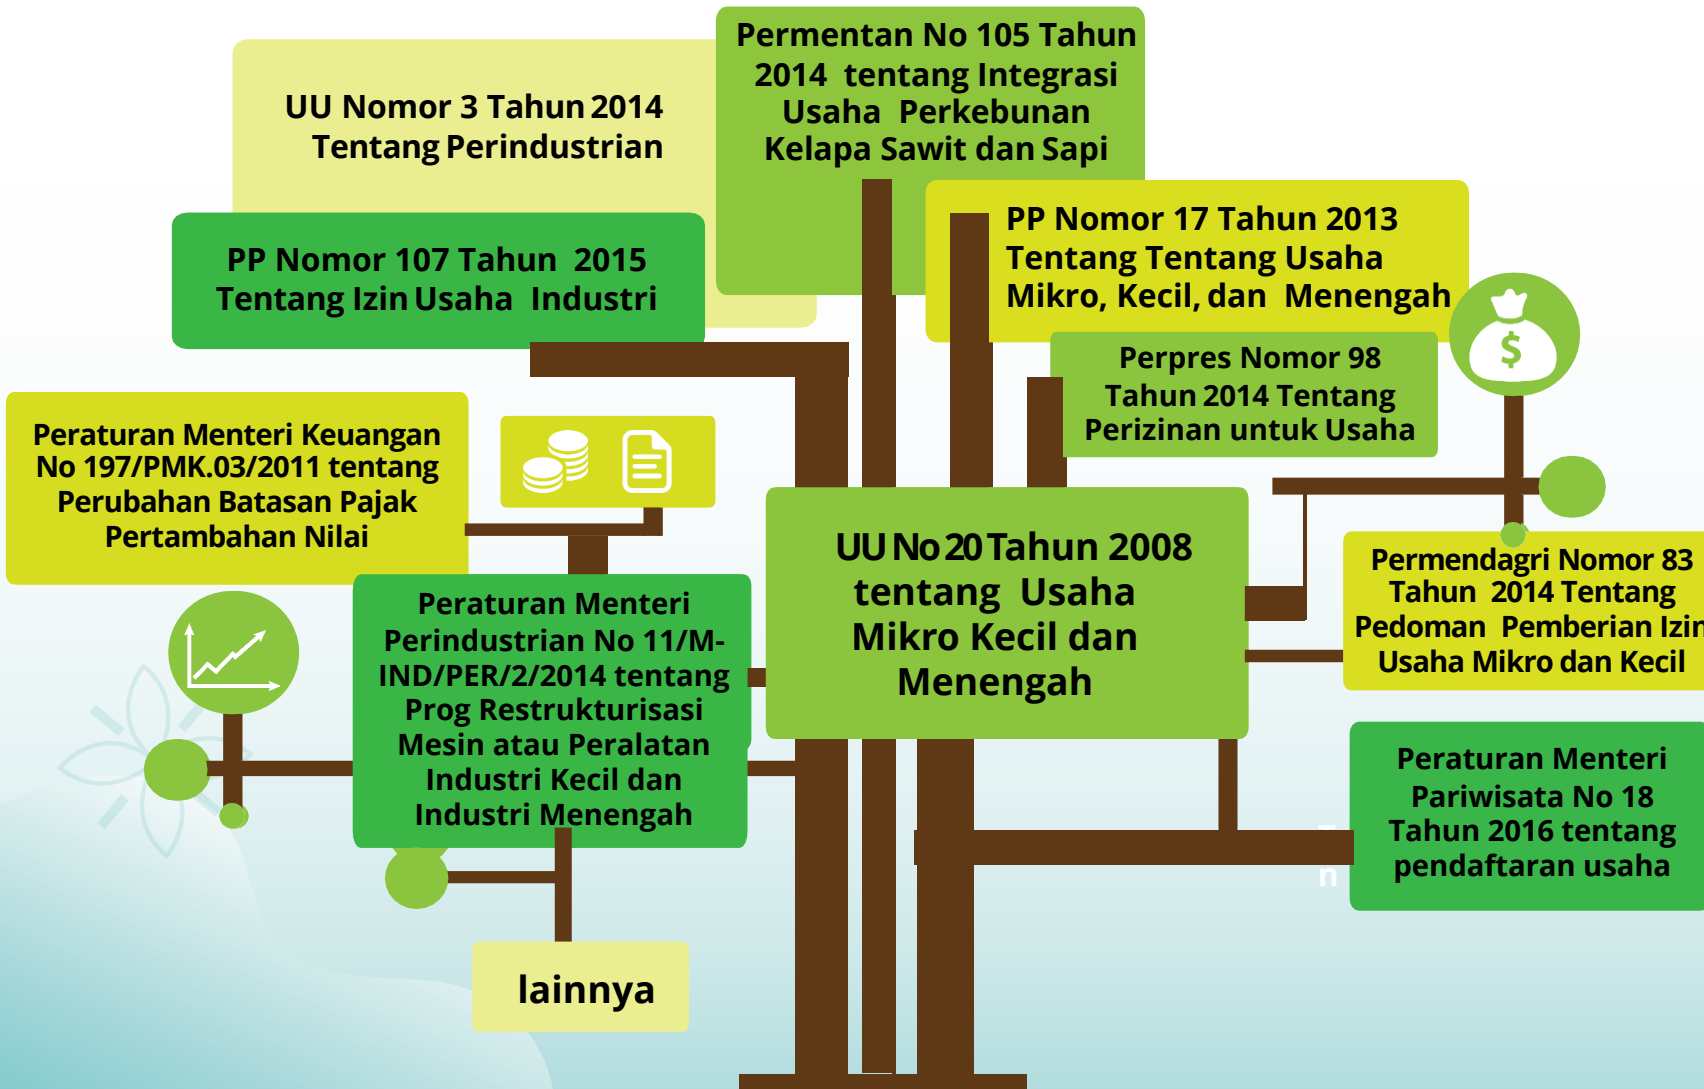 Permentan No 105 Tahun
2014 tentang Integrasi
Usaha Perkebunan
Kelapa Sawit dan Sapi
UU Nomor 3 Tahun 2014
Tentang Perindustrian
PP Nomor 17 Tahun 2013
Tentang Tentang Usaha
Mikro, Kecil, dan Menengah
PP Nomor 107 Tahun 2015
Tentang Izin Usaha Industri
$
Perpres Nomor 98
Tahun 2014 Tentang
Perizinan untuk Usaha
Peraturan Menteri Keuangan
No 197/PMK.03/2011 tentang
Perubahan Batasan Pajak
Pertambahan Nilai
UU No 20 Tahun 2008
tentang Usaha
Mikro Kecil dan
Menengah
Permendagri Nomor 83
Tahun 2014 Tentang
Pedoman Pemberian Izin
Usaha Mikro dan Kecil
Peraturan Menteri
Perindustrian No 11/M-
IND/PER/2/2014 tentang
Prog Restrukturisasi
Mesin atau Peralatan
Industri Kecil dan
Industri Menengah
Peraturan Menteri
Pariwisata No 18
Tahun 2016 tentang
pendaftaran usaha
n
lainnya